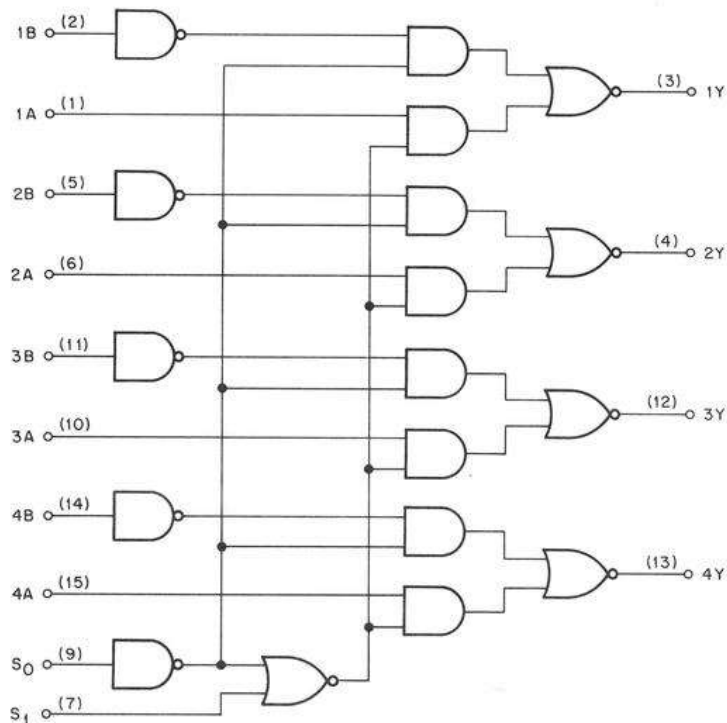 1B (2)
(3) 1Y
1A (1)
2B (5)
(4) 2Y
2A (6)
3B (11)
(12) 3Y
3A (10)
4B (14)
(13) 4Y
4A (15)
S0 (9)
S1 (7)